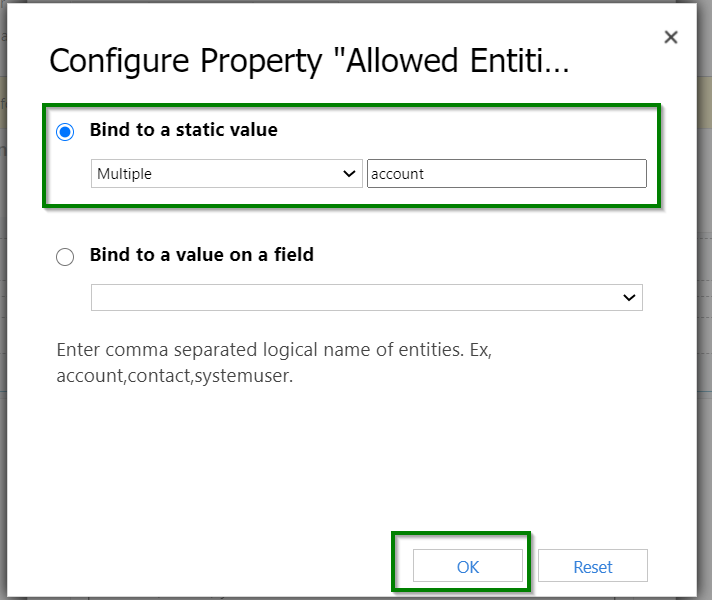 Configure Property "Allowed Entiti...
Bind to a static value
Multiple account
Bind to a value on a field
Enter comma separated logical name of entities. Ex,
account,contact,systemuser.
OK Reset